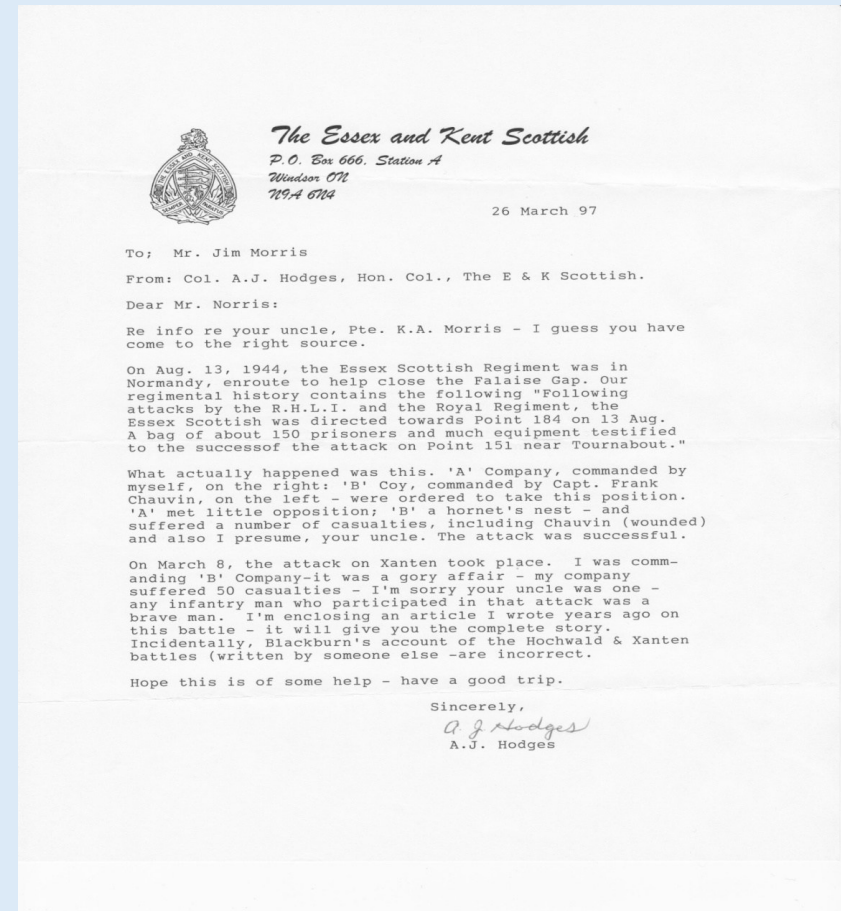 THE ESSEX AND KENT SCOTTISH
SEMPER PARATUS
The Essex and Kent Scottish
P.O. Box 666, Station A
Windsor ON
N9A 6N4
26 March 97
To; Mr. Jim Morris
From: Col. A.J. Hodges, Hon. Col., The E & K Scottish.
Dear Mr. Norris:
Re info re your uncle, Pte. K.A. Morris - I guess you have
come to the right source.
On Aug. 13, 1944, the Essex Scottish Regiment was in
Normandy, enroute to help close the Falaise Gap. Our
regimental history contains the following "Following
attacks by the R.H.L.I. and the Royal Regiment, the
Essex Scottish was directed towards Point 184 on 13 Aug.
A bag of about 150 prisoners and much equipment testified
to the successof the attack on Point 151 near Tournabout."
What actually happened was this. 'A' Company, commanded by
myself, on the right: 'B' Coy, commanded by Capt. Frank
Chauvin, on the left - were ordered to take this position.
'A' met little opposition; 'B' a hornet's nest - and
suffered a number of casualties, including Chauvin (wounded)
and also I presume, your uncle. The attack was successful.
On March 8, the attack on Xanten took place. I was comm-
anding 'B' Company-it was a gory affair - my company
suffered 50 casualties - I'm sorry your uncle was one -
any infantry man who participated in that attack was a
brave man. I'm enclosing an article I wrote years ago on
this battle - it will give you the complete story.
Incidentally, Blackburn's account of the Hochwald & Xanten
battles (written by someone else -are incorrect.
Hope this is of some help - have a good trip.
Sincerely,
A J Hodges
A.J. Hodges